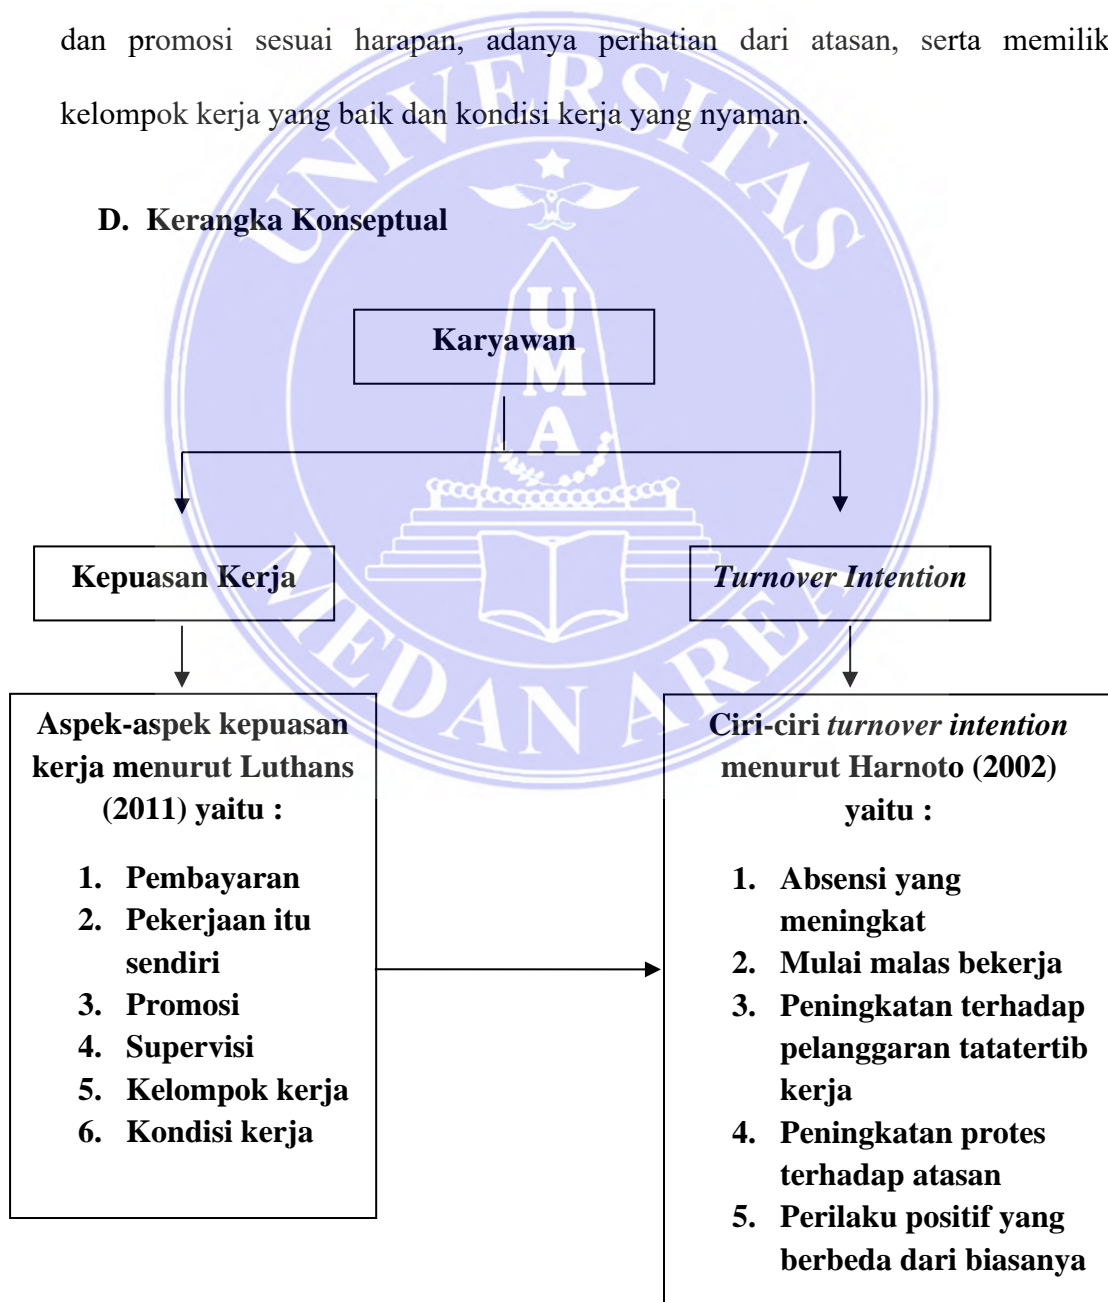 dan promosi sesuai harapan, adanya perhatian dari atasan, serta memilik
kelompok kerja yang baik dan kondisi kerja yang nyaman.
D. Kerangka Konseptual
UNIVERSITAS
UMA
MEDAN AREA
Karyawan
Kepuasan Kerja
Turnover Intention
Aspek-aspek kepuasan
kerja menurut Luthans
(2011) yaitu :
1. Pembayaran
2. Pekerjaan itu
sendiri
3. Promosi
4. Supervisi
5. Kelompok kerja
6. Kondisi kerja
Ciri-ciri turnover intention
menurut Harnoto (2002)
yaitu :
1. Absensi yang
meningkat
2. Mulai malas bekerja
3. Peningkatan terhadap
pelanggaran tatatertib
kerja
4. Peningkatan protes
terhadap atasan
5. Perilaku positif yang
berbeda dari biasanya